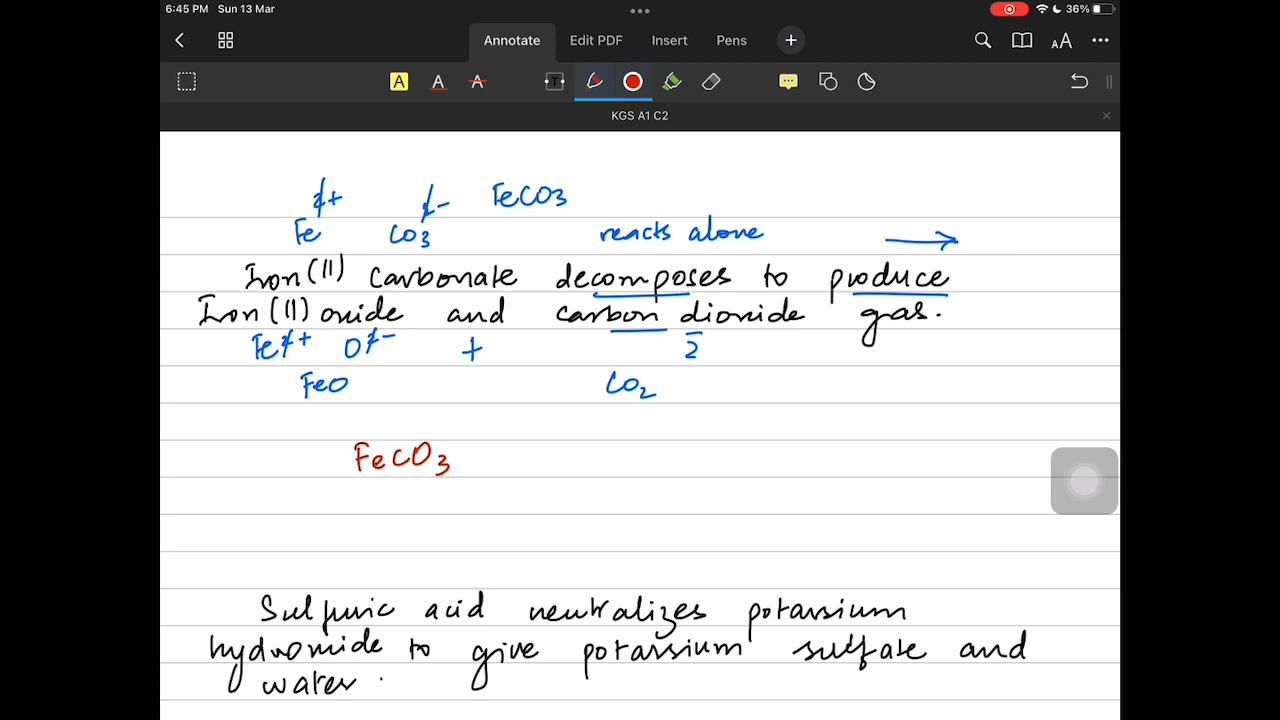 6:45 PM Sun 13 Mar
36%
Annotate Edit PDF Insert Pens
A A A T
KGS A1 C2
2+ 2- FeCO3
Fe CO3 reacts alone →
Iron(II) carbonate decomposes to produce
Iron(II) oxide and carbon dioxide gas.
Fe2+ O2- + 2
FeO CO2
FeCO3
Sulfuric acid neutralizes potassium
hydroxide to give potassium sulfate and
water.